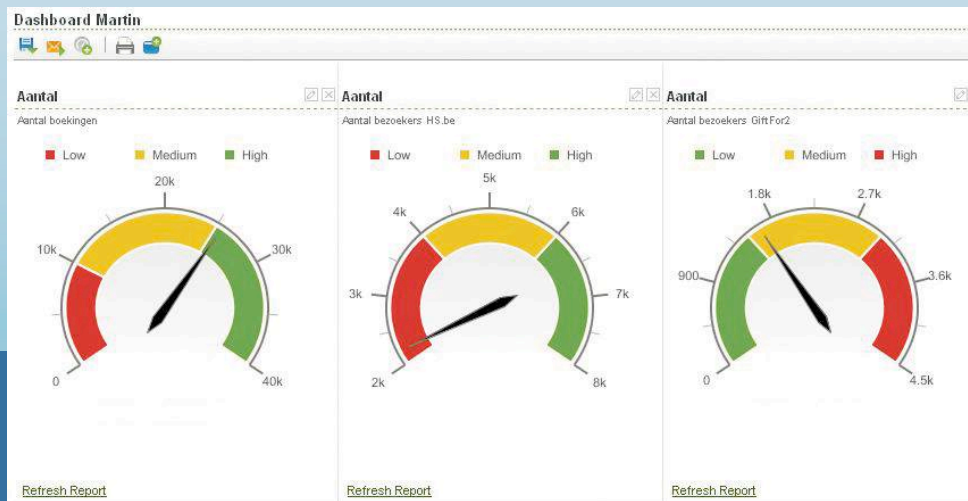 Dashboard Martin
Aantal
Aantal boekingen
Low Medium High
0 10k 20k 30k 40k
Refresh Report
Aantal
Aantal bezoekers HS.be
Low Medium High
2k 3k 4k 5k 6k 7k 8k
Refresh Report
Aantal
Aantal bezoekers GiftFor2
Low Medium High
0 900 1.8k 2.7k 3.6k 4.5k
Refresh Report